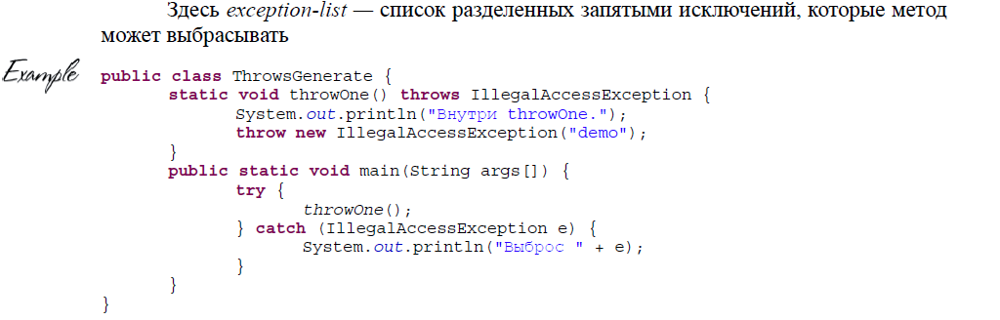 Здесь exception-list — список разделенных запятыми исключений, которые метод
может выбрасывать
Example
public class ThrowsGenerate {
static void throwOne() throws IllegalAccessException {
System.out.println("Внутри throwOne.");
throw new IllegalAccessException("demo");
}
public static void main(String args[]) {
try {
throwOne();
} catch (IllegalAccessException e) {
System.out.println("Выброс " + e);
}
}
}